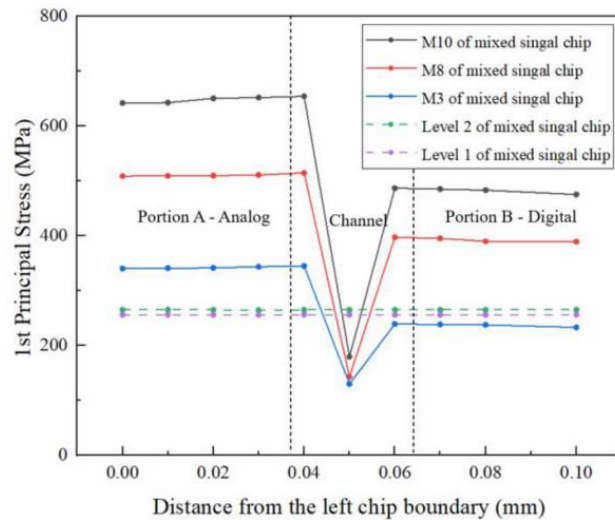 800
600
400
200
0
1st Principal Stress (MPa)
M10 of mixed singal chip
M8 of mixed singal chip
M3 of mixed singal chip
Level 2 of mixed singal chip
Level 1 of mixed singal chip
Portion A - Analog
Channel
Portion B - Digital
0.00 0.02 0.04 0.06 0.08 0.10
Distance from the left chip boundary (mm)